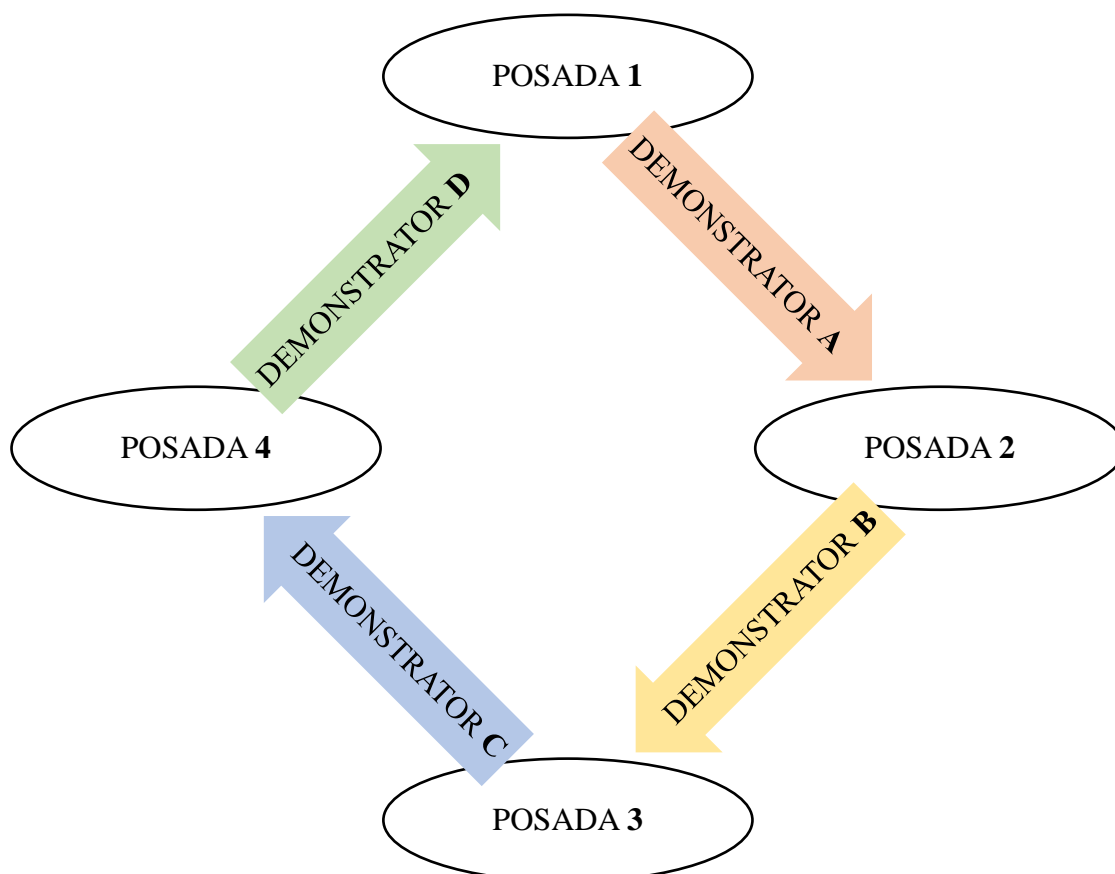 POSADA 1
DEMONSTRATOR D
DEMONSTRATOR A
POSADA 4
POSADA 2
DEMONSTRATOR C
DEMONSTRATOR B
POSADA 3